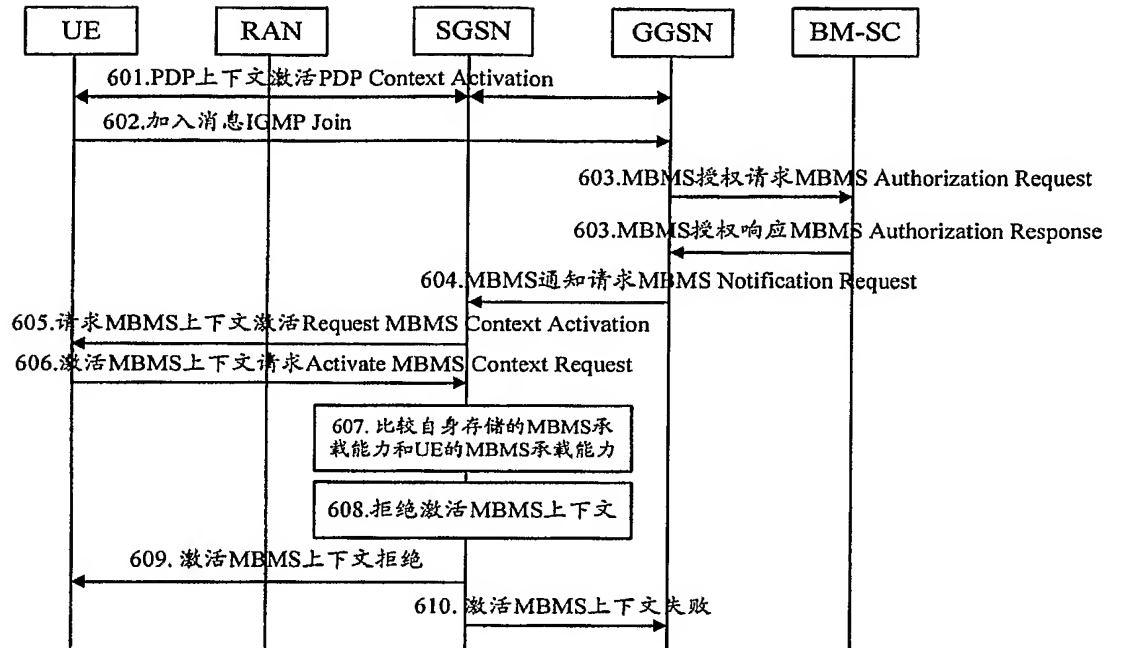 UE
RAN
SGSN
GGSN
BM-SC
601.PDP上下文激活PDP Context Activation
602.加入消息IGMP Join
603.MBMS授权请求MBMS Authorization Request
603.MBMS授权响应MBMS Authorization Response
604.MBMS通知请求MBMS Notification Request
605.请求MBMS上下文激活Request MBMS Context Activation
606.激活MBMS上下文请求Activate MBMS Context Request
607. 比较自身存储的MBMS承
载能力和UE的MBMS承载能力
608.拒绝激活MBMS上下文
609. 激活MBMS上下文拒绝
610. 激活MBMS上下文失败